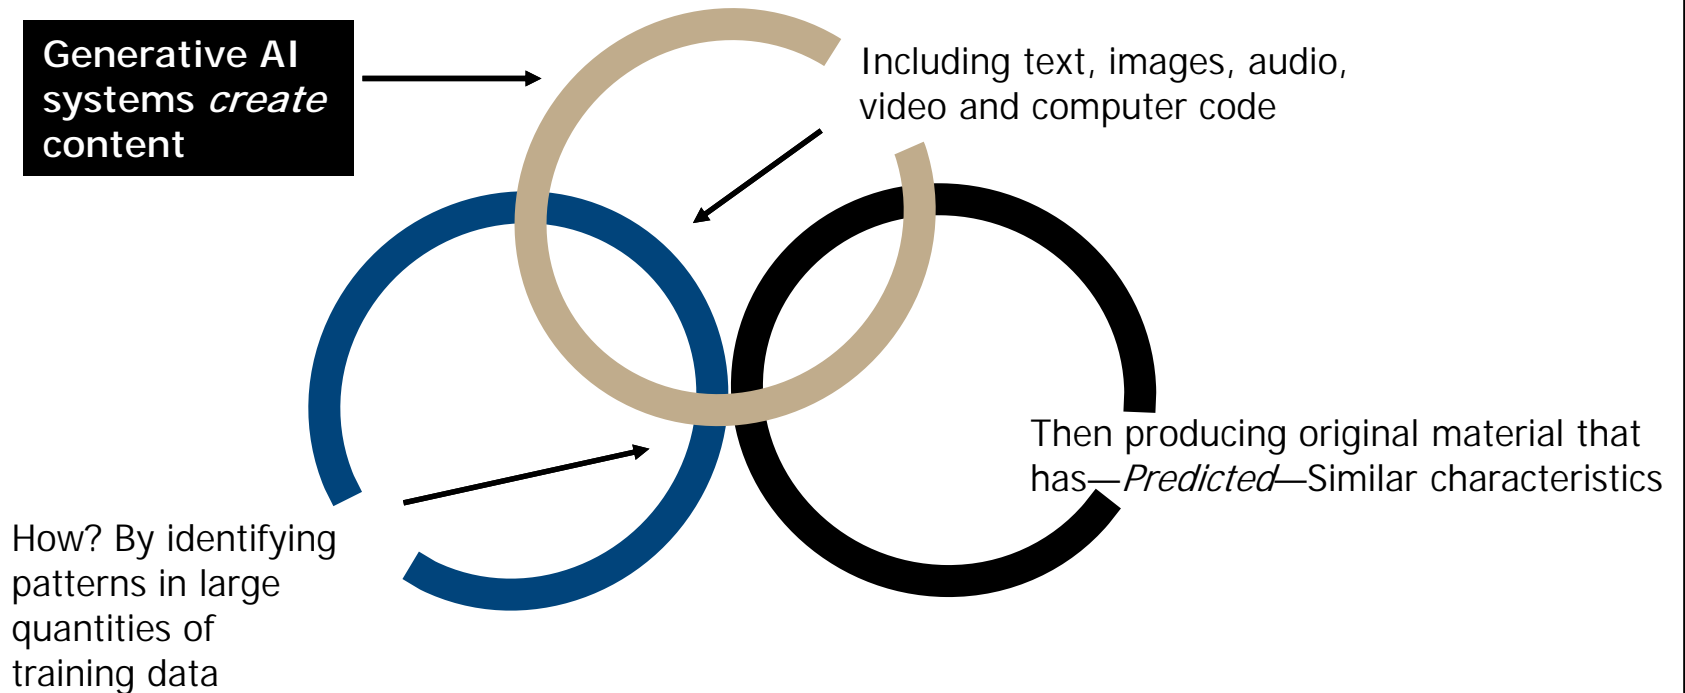 Generative AI
systems create
content
Including text, images, audio,
video and computer code
How? By identifying
patterns in large
quantities of
training data
Then producing original material that
has—Predicted—Similar characteristics